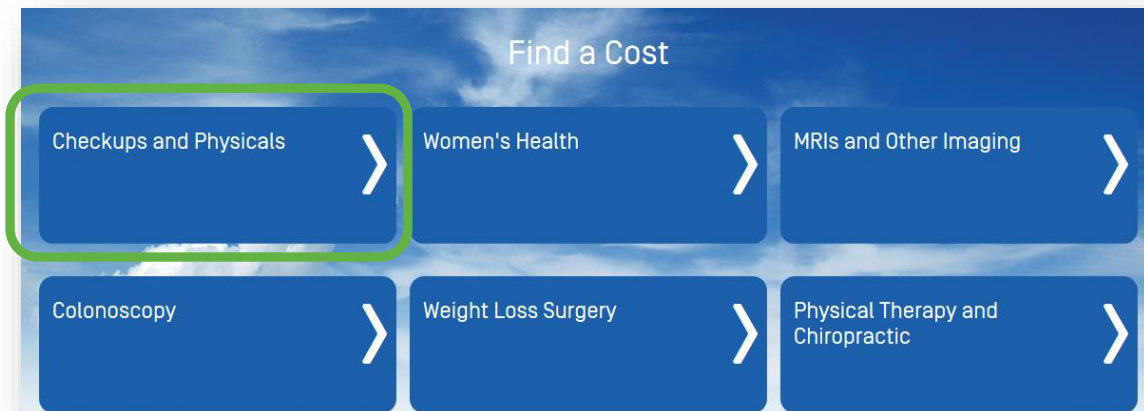 Find a Cost
Checkups and Physicals
Women's Health
MRIs and Other Imaging
Colonoscopy
Weight Loss Surgery
Physical Therapy and
Chiropractic